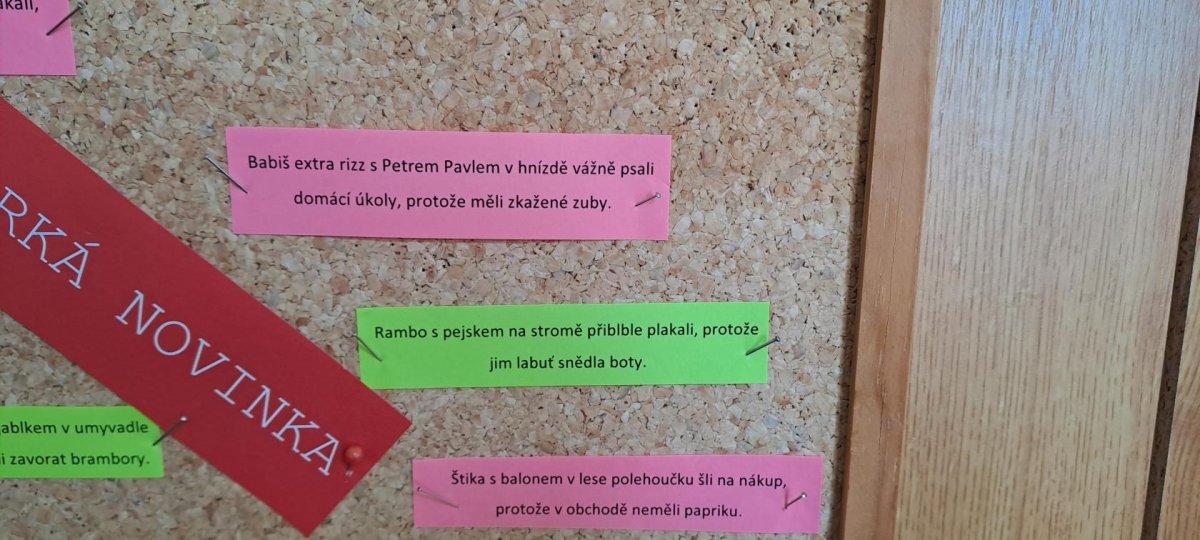 Babiš extra rizz s Petrem Pavlem v hnízdě vážně psali
domácí úkoly, protože měli zkažené zuby.
RKÁ NOVINKA
Rambo s pejskem na stromě přiblble plakali, protože
jim labuť snědla boty.
ablkem v umyvadle
zavorat brambory.
Štika s balonem v lese polehoučku šli na nákup,
protože v obchodě neměli papriku.